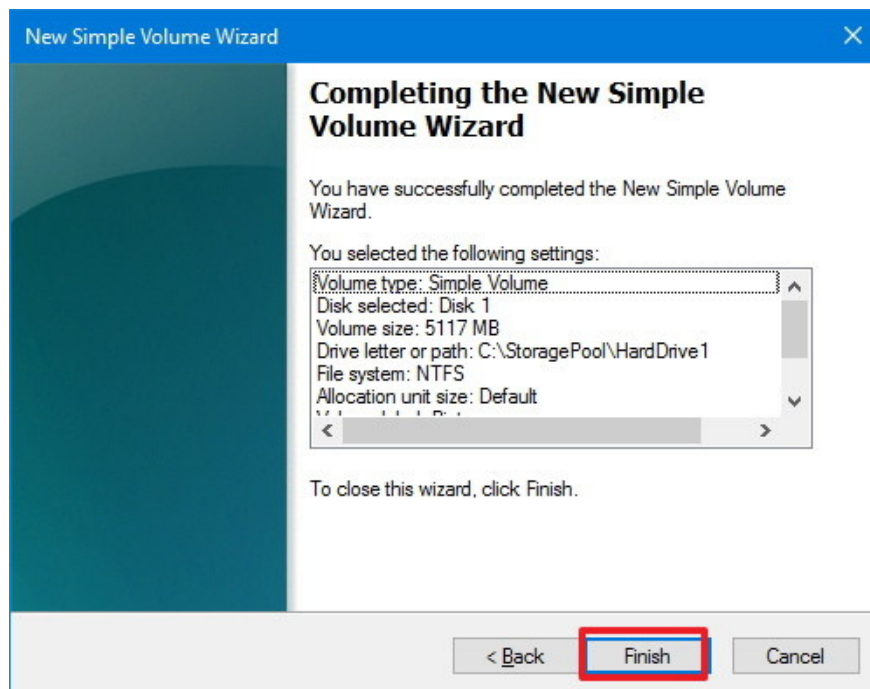 New Simple Volume Wizard
Completing the New Simple
Volume Wizard
You have successfully completed the New Simple Volume
Wizard.
You selected the following settings:
Volume type: Simple Volume
Disk selected: Disk 1
Volume size: 5117 MB
Drive letter or path: C:\StoragePool\HardDrive1
File system: NTFS
Allocation unit size: Default
To close this wizard, click Finish.
< Back
Finish
Cancel